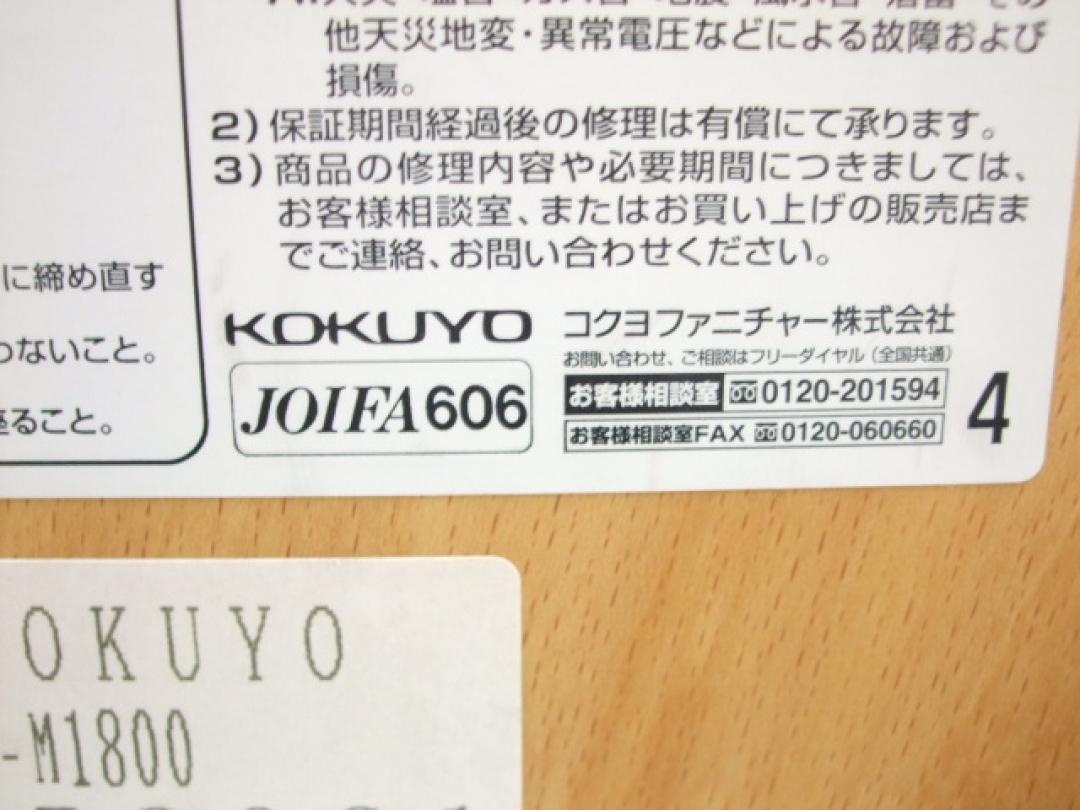 他天災地変・異常電圧などによる故障および
損傷。
2) 保証期間経過後の修理は有償にて承ります。
3) 商品の修理内容や必要期間につきましては、
お客様相談室、またはお買い上げの販売店ま
でご連絡、お問い合わせください。
に締め直す
わないこと。
座ること。
KOKUYO
JOIFA606
コクヨファニチャー株式会社
お問い合わせ、ご相談はフリーダイヤル（全国共通）
お客様相談室 0120-201594
お客様相談室FAX 0120-060660
4
OKUYO
-M1800